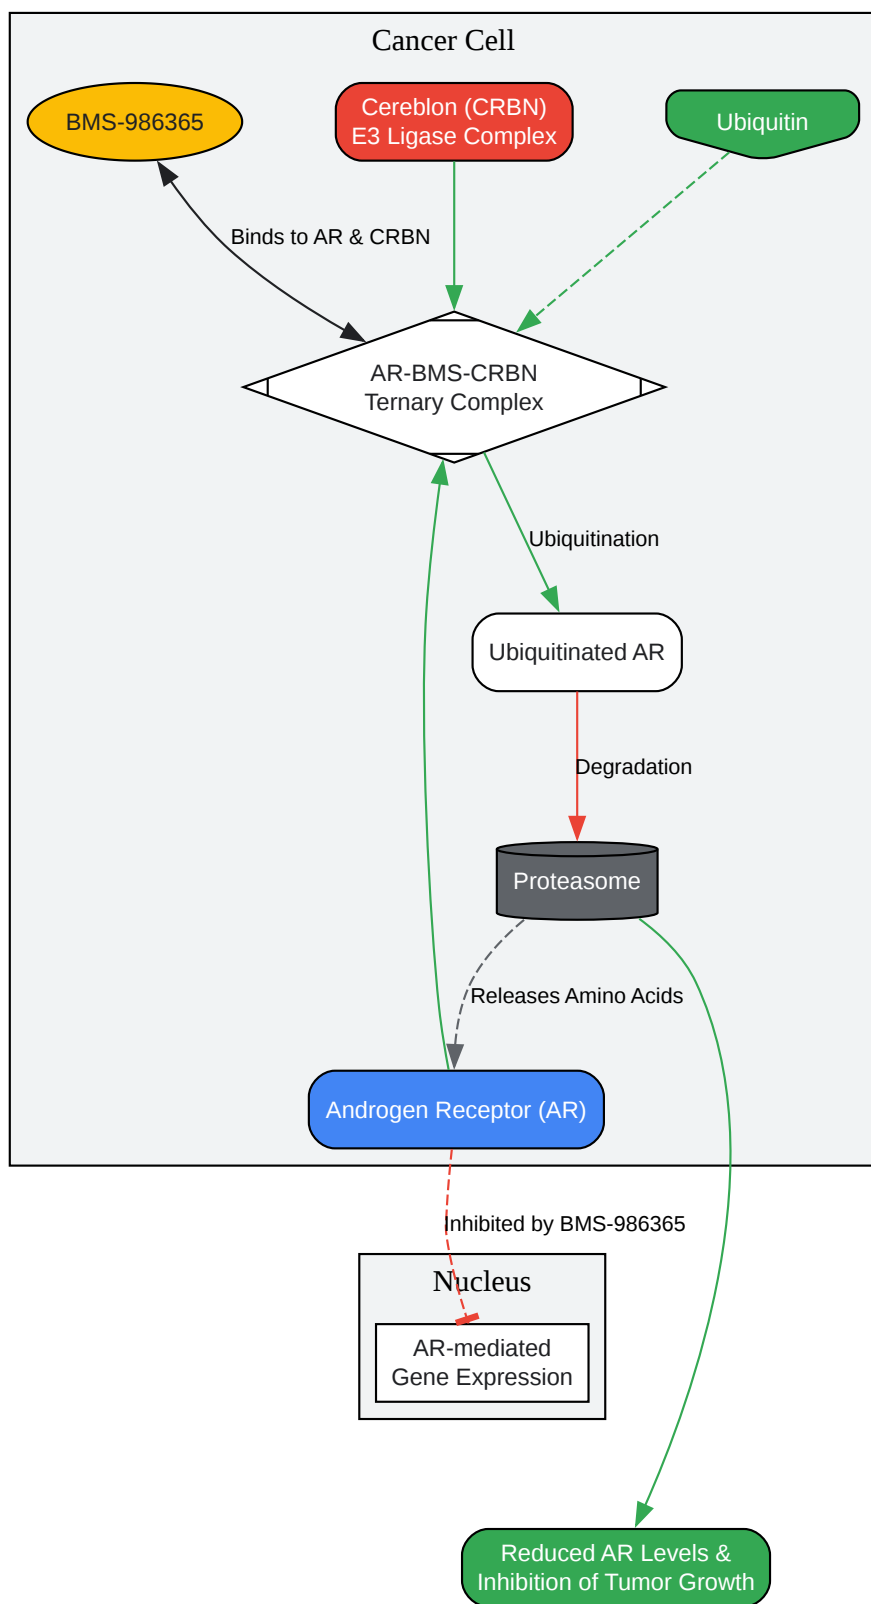 Cancer Cell
BMS-986365
Cereblon (CRBN)
E3 Ligase Complex
Ubiquitin
Binds to AR & CRBN
AR-BMS-CRBN
Ternary Complex
Ubiquitination
Ubiquitinated AR
Degradation
Proteasome
Releases Amino Acids
Androgen Receptor (AR)
Inhibited by BMS-986365
Nucleus
AR-mediated
Gene Expression
Reduced AR Levels &
Inhibition of Tumor Growth